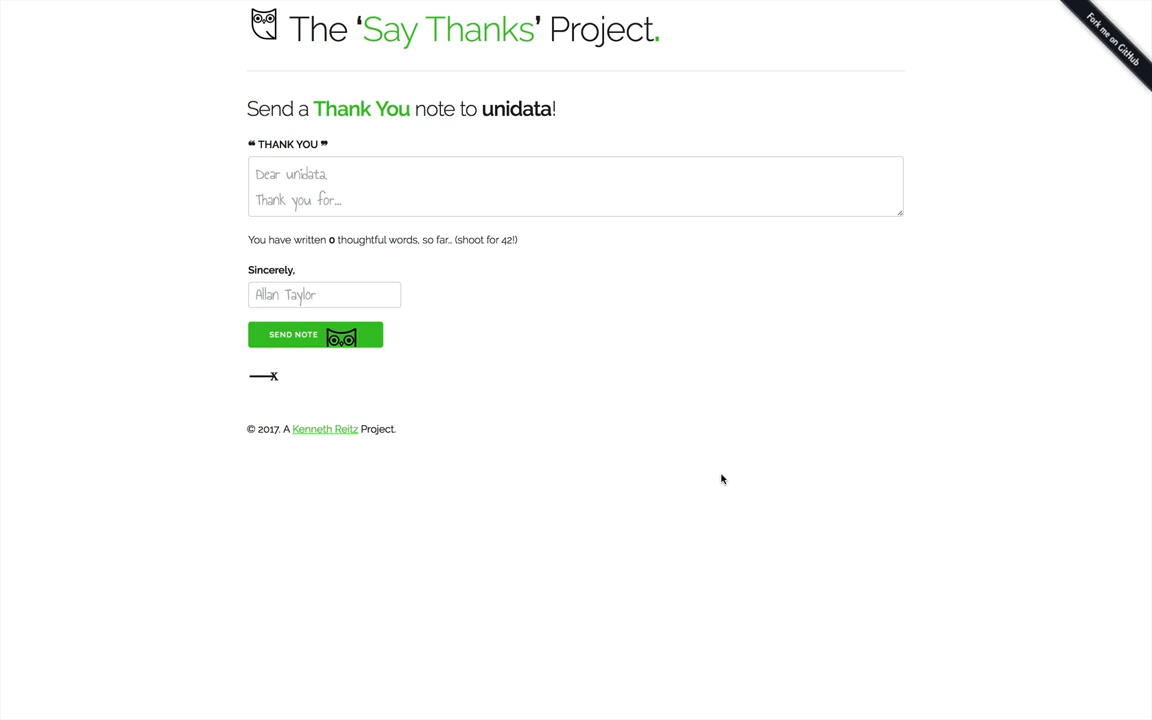 The ‘Say Thanks’ Project.
Fork me on GitHub
Send a Thank You note to unidata!
❝ THANK YOU ❞
Dear unidata,
Thank you for...
You have written 0 thoughtful words, so far... (shoot for 42!)
Sincerely,
Allan Taylor
SEND NOTE
——x
© 2017. A Kenneth Reitz Project.